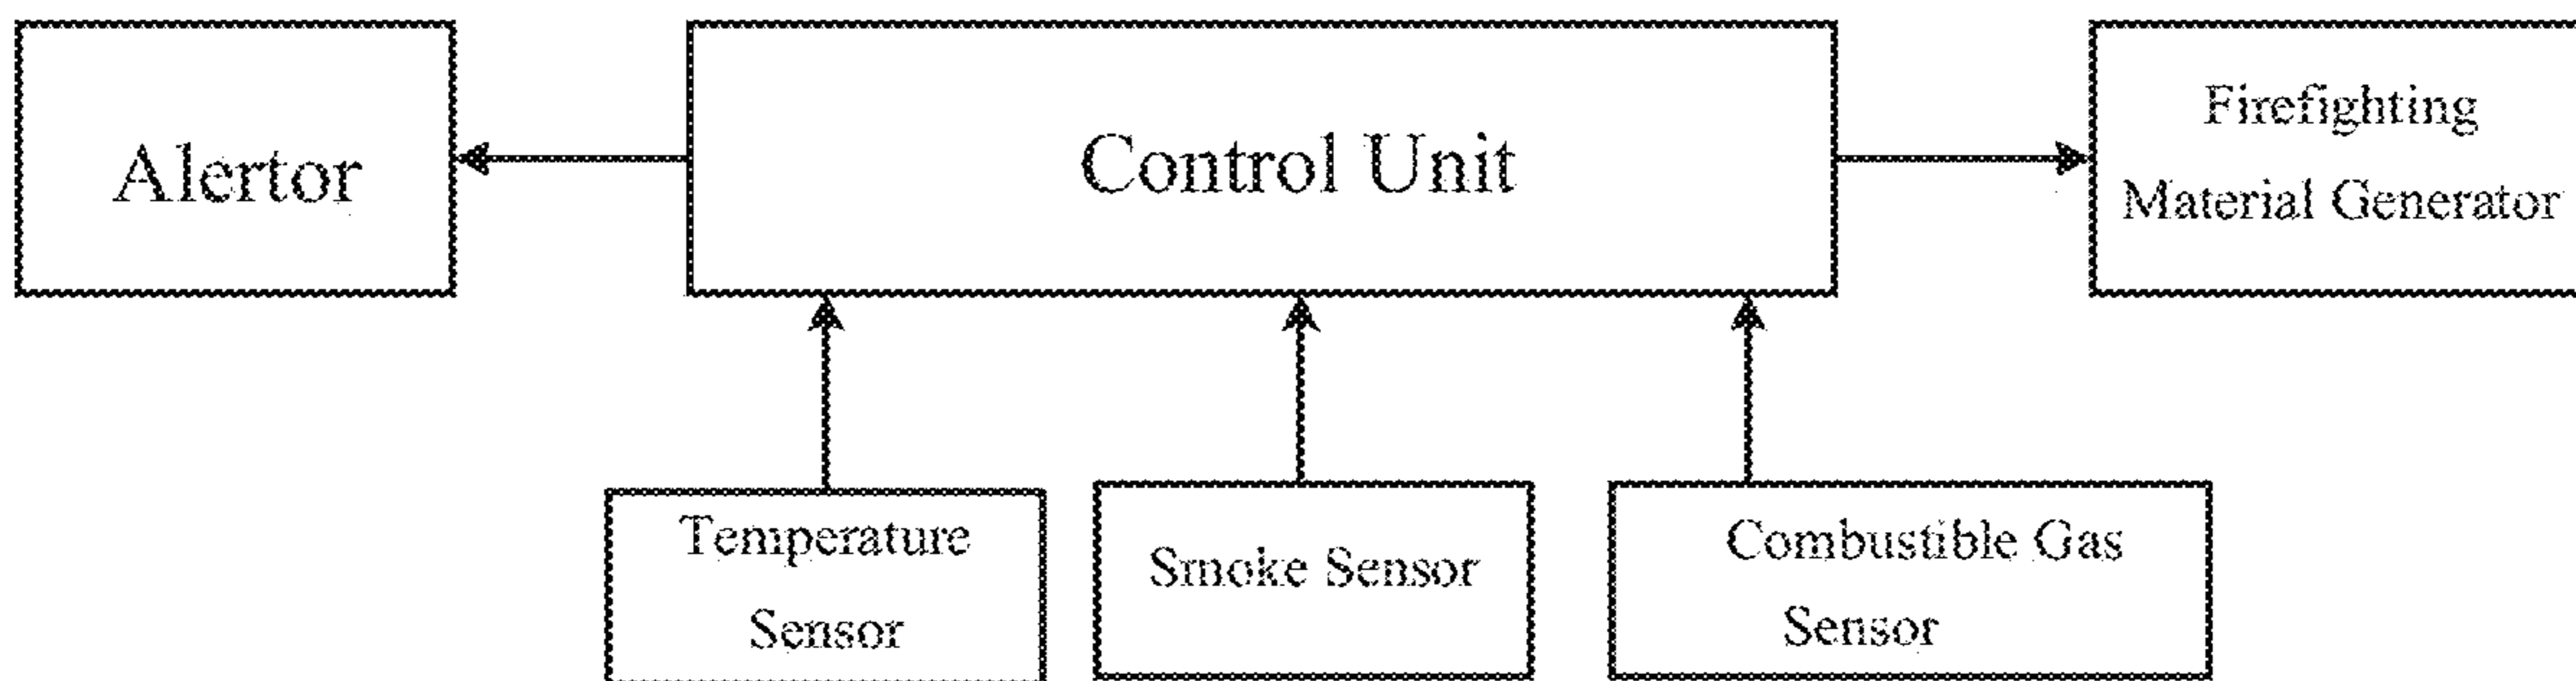 Alertor
Control Unit
Firefighting
Material Generator
Temperature
Sensor
Smoke Sensor
Combustible Gas
Sensor